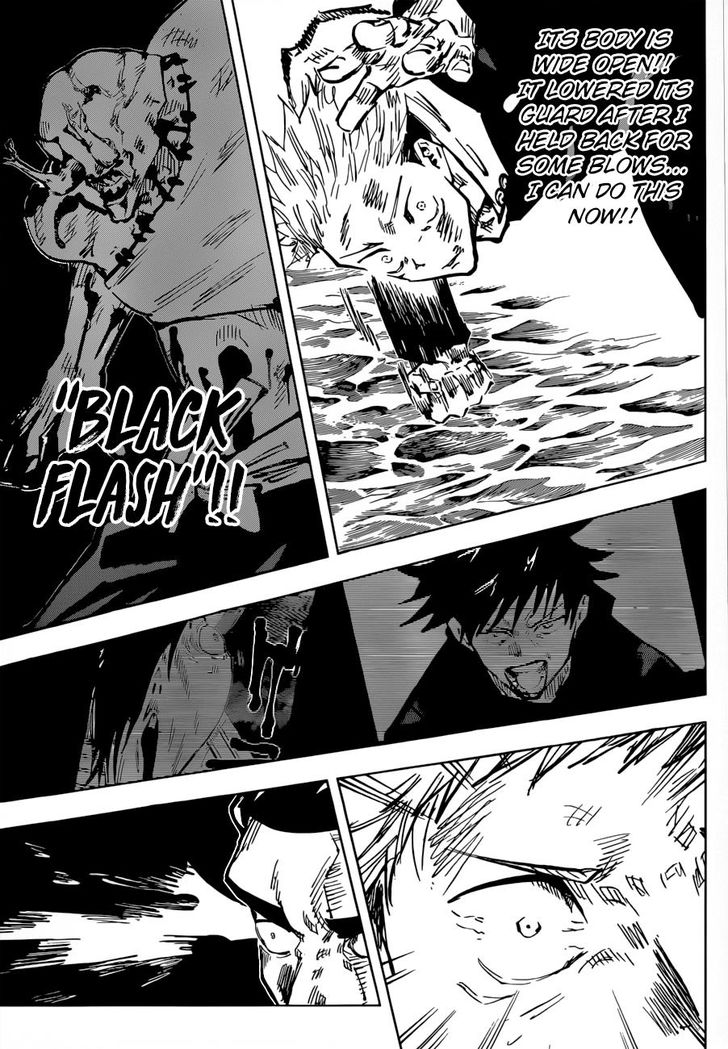 ITS BODY IS
WIDE OPEN!!
IT LOWERED ITS
GUARD AFTER I
HELD BACK FOR
SOME BLOWS...
I CAN DO THIS
NOW!!
"BLACK
FLASH"!!